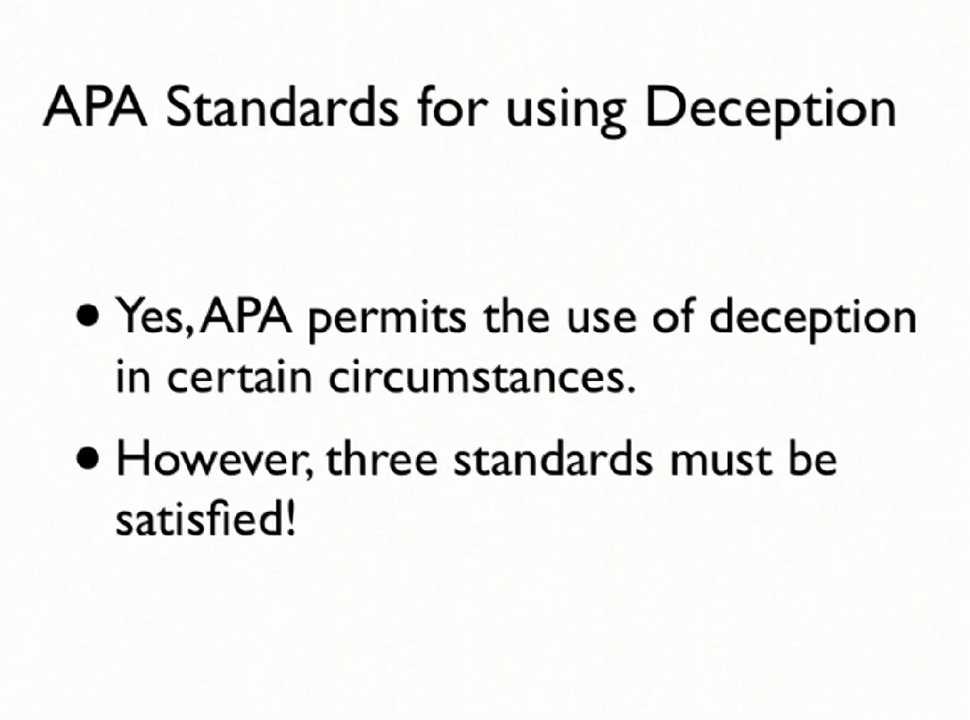 APA Standards for using Deception
• Yes, APA permits the use of deception
in certain circumstances.
• However, three standards must be
satisfied!